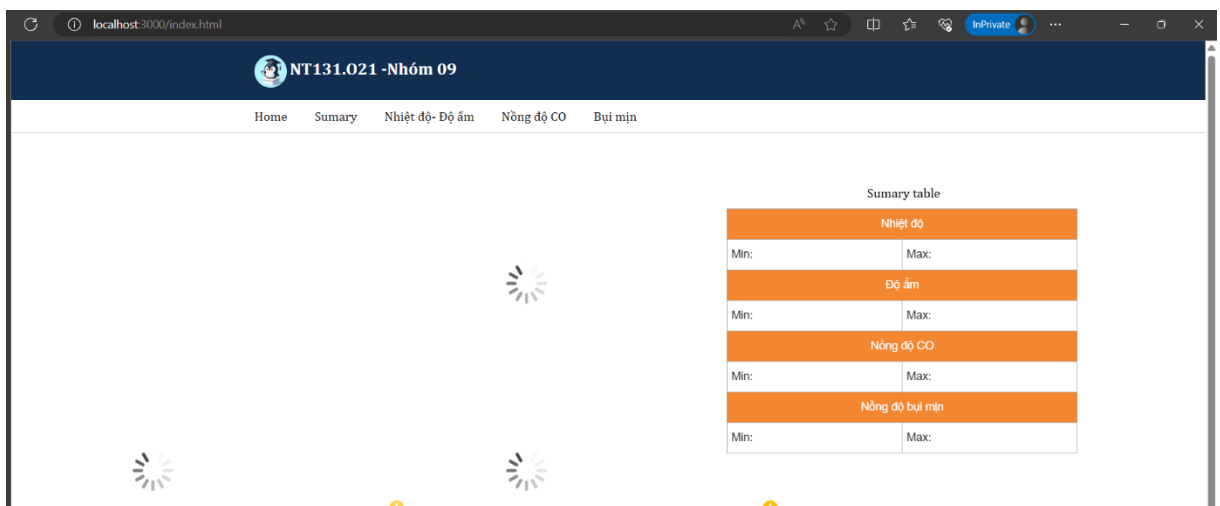 localhost:3000/index.html
InPrivate
NT131.O21 -Nhóm 09
Home Sumary Nhiệt độ- Độ ẩm Nồng độ CO Bụi mịn
Sumary table
Nhiệt độ
Min: Max:
Độ ẩm
Min: Max:
Nồng độ CO
Min: Max:
Nồng độ bụi mịn
Min: Max: